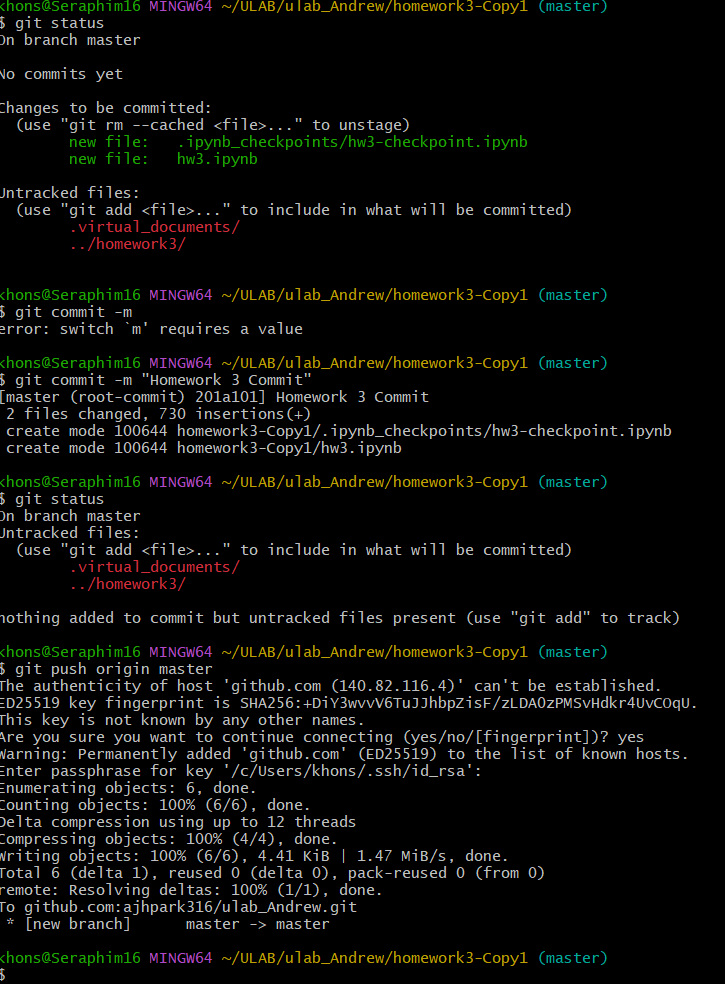 khons@Seraphim16 MINGW64 ~/ULAB/ulab_Andrew/homework3-Copy1 (master)
$ git status
On branch master
No commits yet
Changes to be committed:
(use "git rm --cached <file>..." to unstage)
new file: .ipynb_checkpoints/hw3-checkpoint.ipynb
new file: hw3.ipynb
Untracked files:
(use "git add <file>..." to include in what will be committed)
.virtual_documents/
../homework3/
khons@Seraphim16 MINGW64 ~/ULAB/ulab_Andrew/homework3-Copy1 (master)
$ git commit -m
error: switch `m' requires a value
khons@Seraphim16 MINGW64 ~/ULAB/ulab_Andrew/homework3-Copy1 (master)
$ git commit -m "Homework 3 Commit"
[master (root-commit) 201a101] Homework 3 Commit
2 files changed, 730 insertions(+)
create mode 100644 homework3-Copy1/.ipynb_checkpoints/hw3-checkpoint.ipynb
create mode 100644 homework3-Copy1/hw3.ipynb
khons@Seraphim16 MINGW64 ~/ULAB/ulab_Andrew/homework3-Copy1 (master)
$ git status
On branch master
Untracked files:
(use "git add <file>..." to include in what will be committed)
.virtual_documents/
../homework3/
nothing added to commit but untracked files present (use "git add" to track)
khons@Seraphim16 MINGW64 ~/ULAB/ulab_Andrew/homework3-Copy1 (master)
$ git push origin master
The authenticity of host 'github.com (140.82.116.4)' can't be established.
ED25519 key fingerprint is SHA256:+DiY3wvvV6TuJJhbpZisF/zLDA0zPMSvHdkr4UvCOqU.
This key is not known by any other names.
Are you sure you want to continue connecting (yes/no/[fingerprint])? yes
Warning: Permanently added 'github.com' (ED25519) to the list of known hosts.
Enter passphrase for key '/c/Users/khons/.ssh/id_rsa':
Enumerating objects: 6, done.
Counting objects: 100% (6/6), done.
Delta compression using up to 12 threads
Compressing objects: 100% (4/4), done.
Writing objects: 100% (6/6), 4.41 KiB | 1.47 MiB/s, done.
Total 6 (delta 1), reused 0 (delta 0), pack-reused 0 (from 0)
remote: Resolving deltas: 100% (1/1), done.
To github.com:ajhpark316/ulab_Andrew.git
* [new branch] master -> master
khons@Seraphim16 MINGW64 ~/ULAB/ulab_Andrew/homework3-Copy1 (master)
$